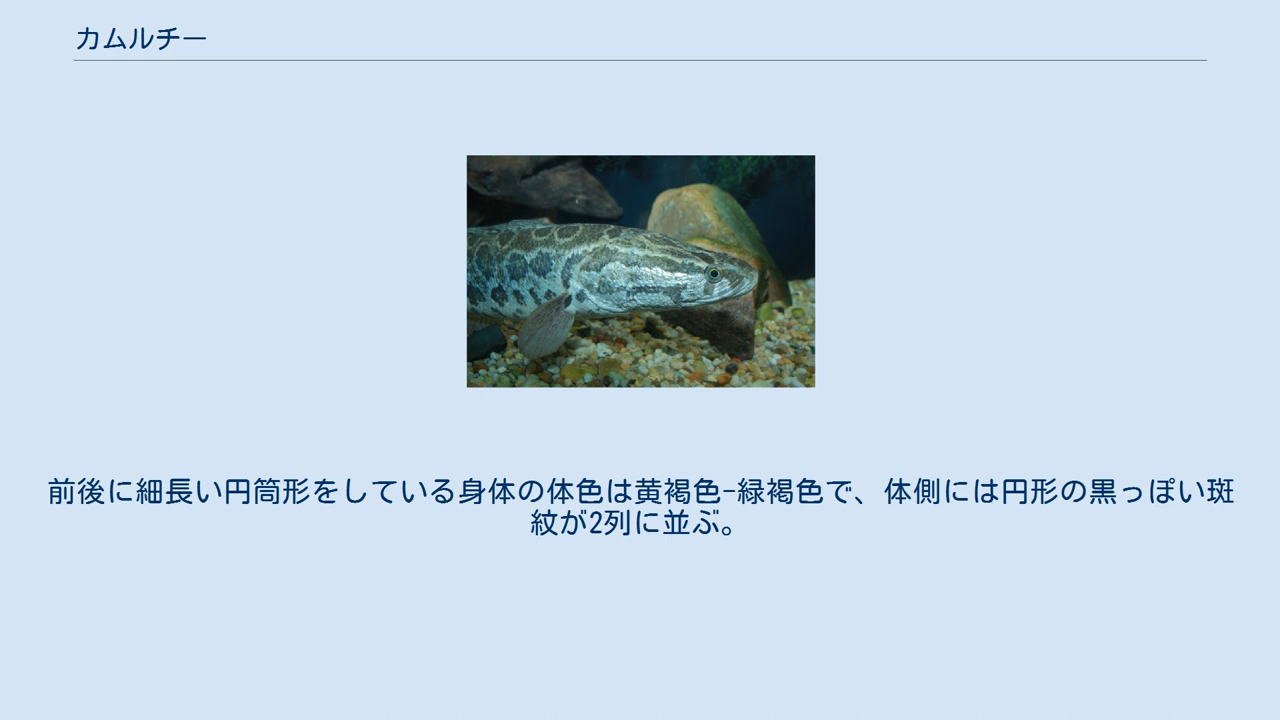 カムルチー
前後に細長い円筒形をしている身体の体色は黄褐色-緑褐色で、体側には円形の黒っぽい斑
紋が2列に並ぶ。